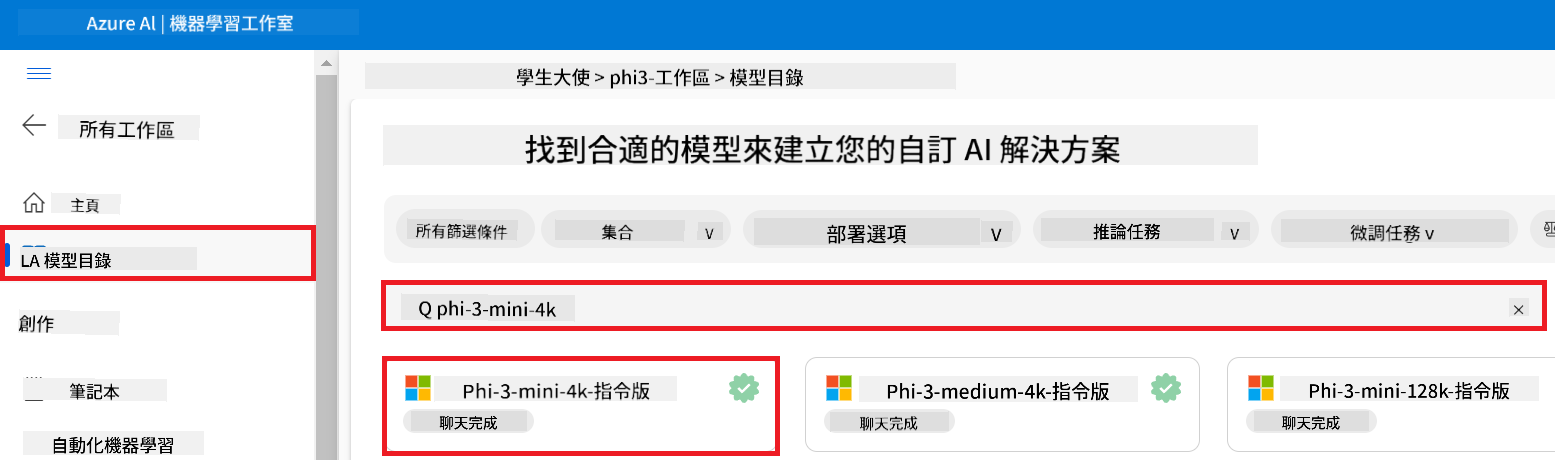 Azure Al | 機器學習工作室
學生大使 > phi3-工作區 > 模型目錄
所有工作區
主頁
LA 模型目錄
創作
筆記本
自動化機器學習
找到合適的模型來建立您的自訂 AI 解決方案
所有篩選條件 集合 v 部署選項 v 推論任務 v 微調任務 v
Q phi-3-mini-4k ×
Phi-3-mini-4k-指令版
聊天完成
Phi-3-medium-4k-指令版
聊天完成
Phi-3-mini-128k-指令版
聊天完成